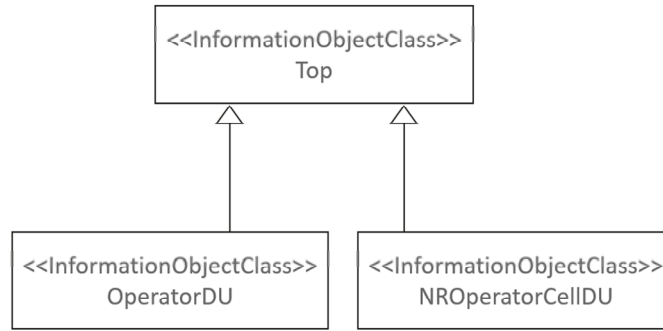 <<InformationObjectClass>>
Top
<<InformationObjectClass>>
OperatorDU
<<InformationObjectClass>>
NROperatorCellDU